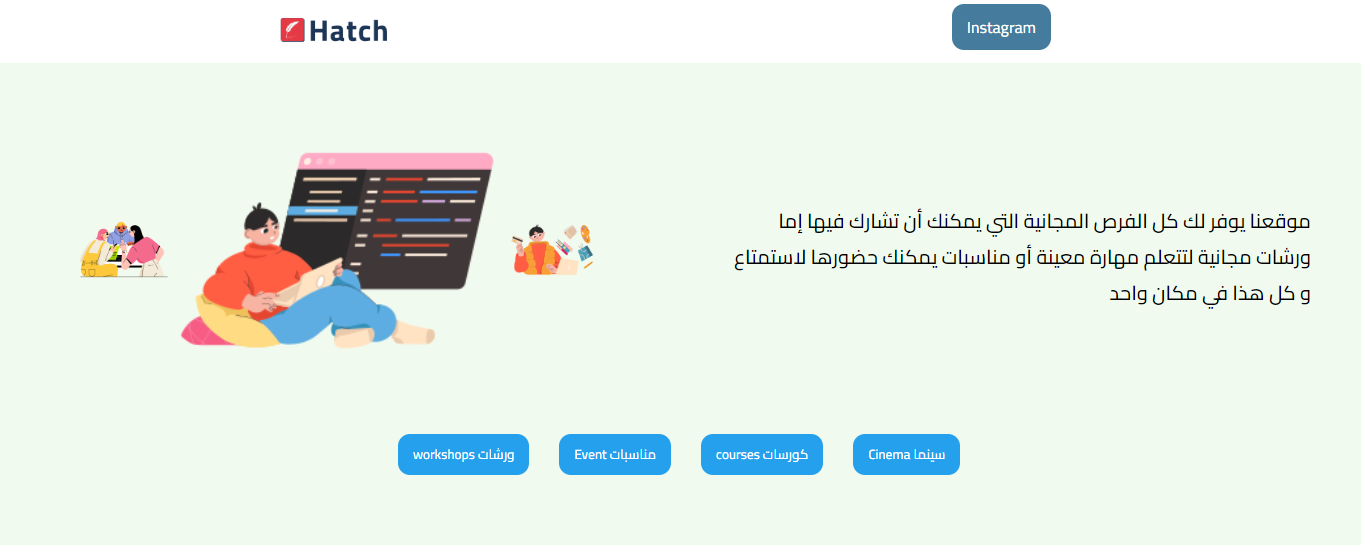 Hatch
Instagram
موقعنا يوفر لك كل الفرص المجانية التي يمكنك أن تشارك فيها إما
ورشات مجانية لتتعلم مهارة معينة أو مناسبات يمكنك حضورها لاستمتاع
و كل هذا في مكان واحد
سينما Cinema
كورسات courses
مناسبات Event
ورشات workshops